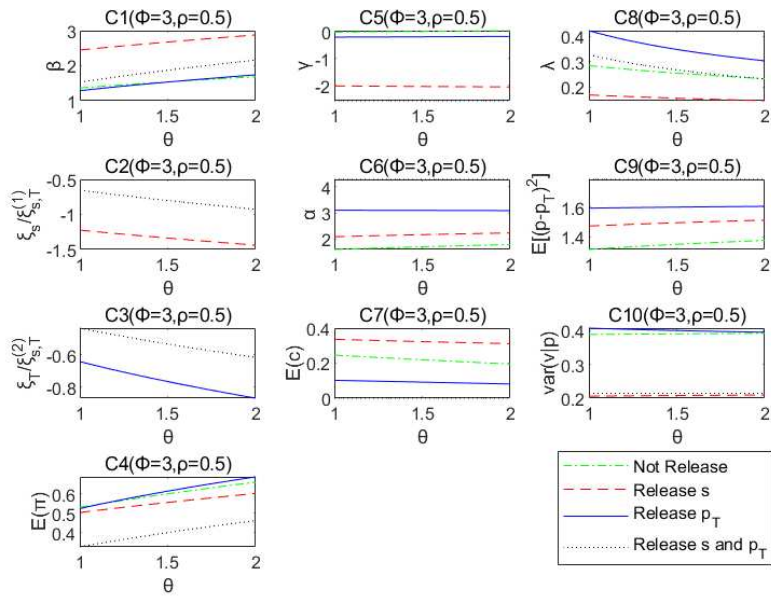 C1(Φ=3,ρ=0.5)
3
2
1
β
1
1.5
2
θ
C5(Φ=3,ρ=0.5)
0
-1
-2
γ
1
1.5
2
θ
C8(Φ=3,ρ=0.5)
0.4
0.3
0.2
λ
1
1.5
2
θ
C2(Φ=3,ρ=0.5)
-0.5
-1
-1.5
ξs/ξs,T(1)
1
1.5
2
θ
C6(Φ=3,ρ=0.5)
4
3
2
α
1
1.5
2
θ
C9(Φ=3,ρ=0.5)
1.6
1.4
E[(p-pT)2]
1
1.5
2
θ
C3(Φ=3,ρ=0.5)
-0.6
-0.8
ξT/ξs,T(2)
1
1.5
2
θ
C7(Φ=3,ρ=0.5)
0.4
0.2
0
E(c)
1
1.5
2
θ
C10(Φ=3,ρ=0.5)
0.4
0.3
0.2
var(v|p)
1
1.5
2
θ
C4(Φ=3,ρ=0.5)
0.6
0.5
0.4
E(π)
1
1.5
2
θ
Not Release
Release s
Release pT
Release s and pT